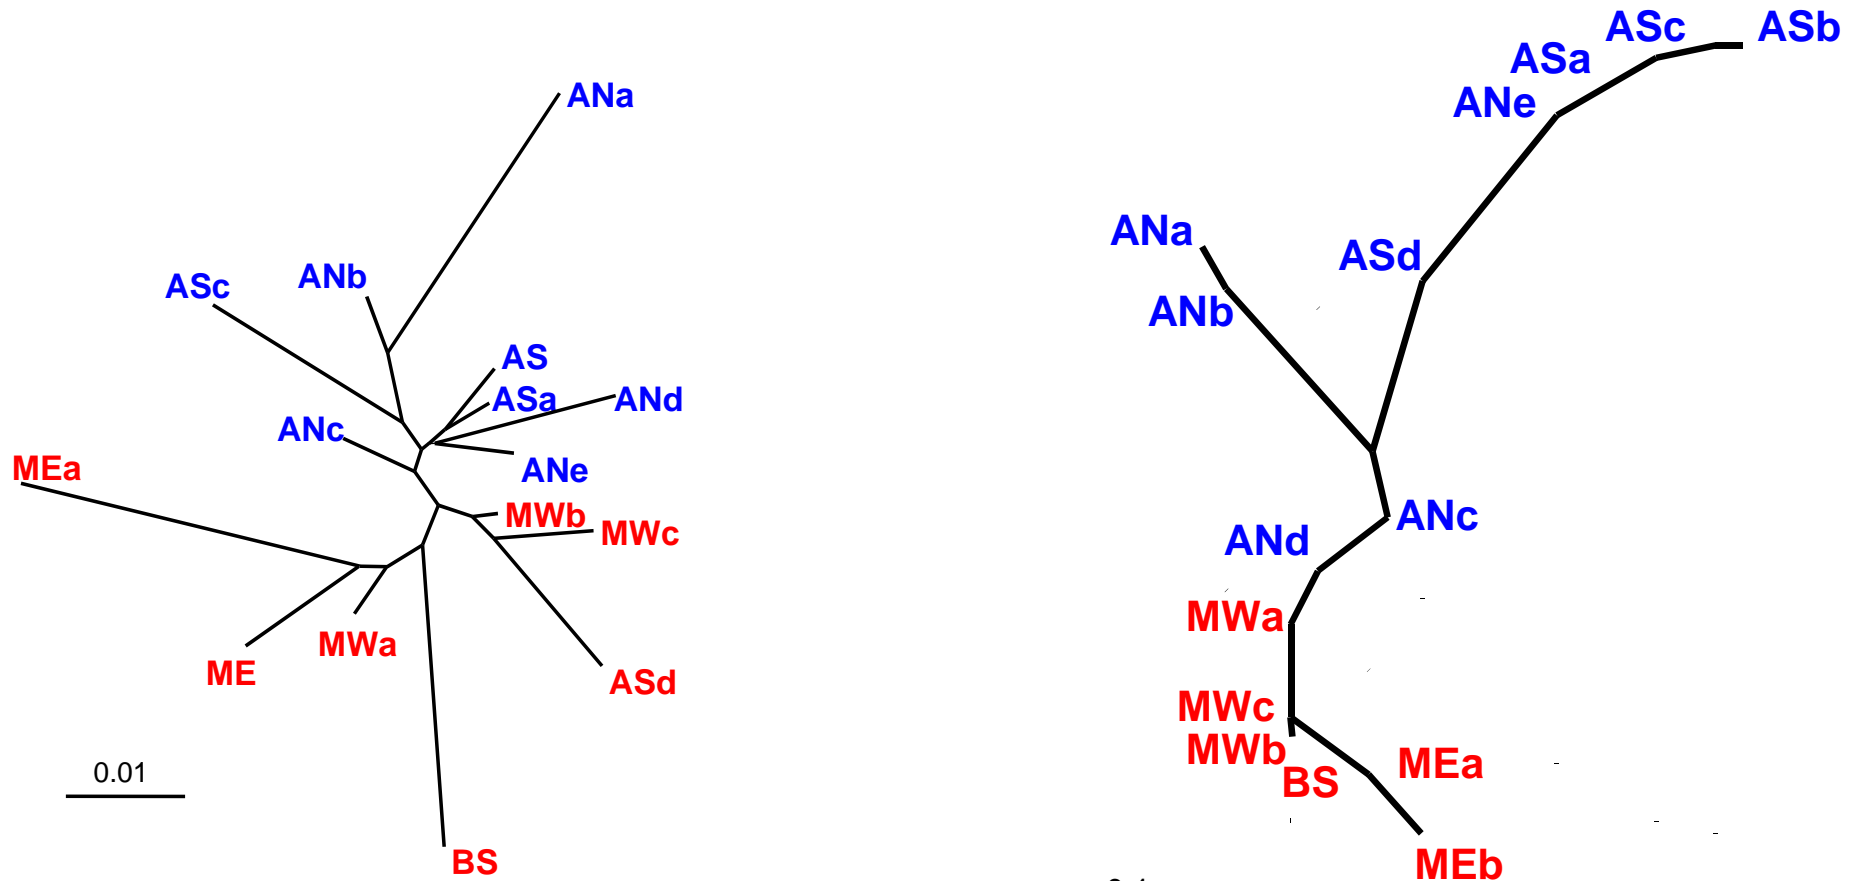 ANa
ASc
ANb
AS
ASa
ANd
ANc
ANe
MEa
MWb
MWc
MWa
ME
ASd
0.01
BS
ASc
ASb
ASa
ANe
ANa
ASd
ANb
ANc
ANd
MWa
MWc
MWb
MEa
BS
MEb